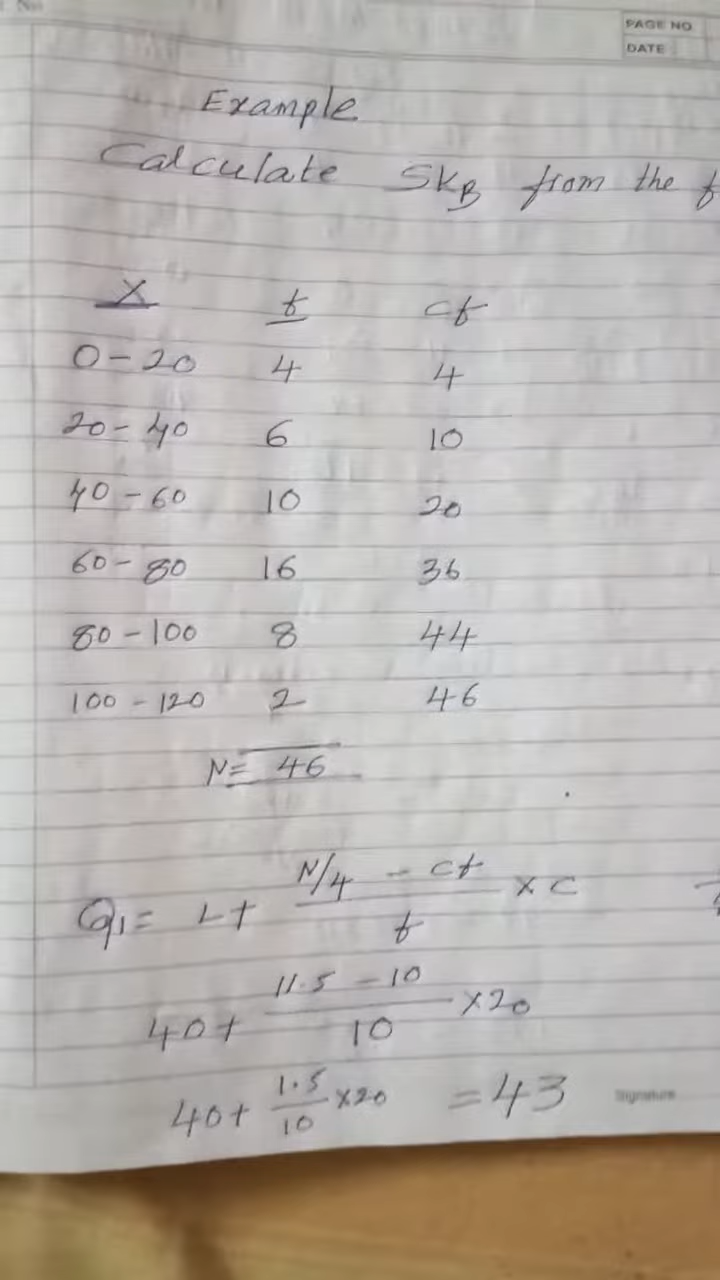 PAGE NO
DATE
Example
Calculate SKB from the f
X f cf
0-20 4 4
20-40 6 10
40-60 10 20
60-80 16 36
80-100 8 44
100-120 2 46
N= 46
Q1= L+ N/4 - cf / f × C
40+ 11.5-10 / 10 ×20
40+ 1.5/10 ×20 =43
Signature